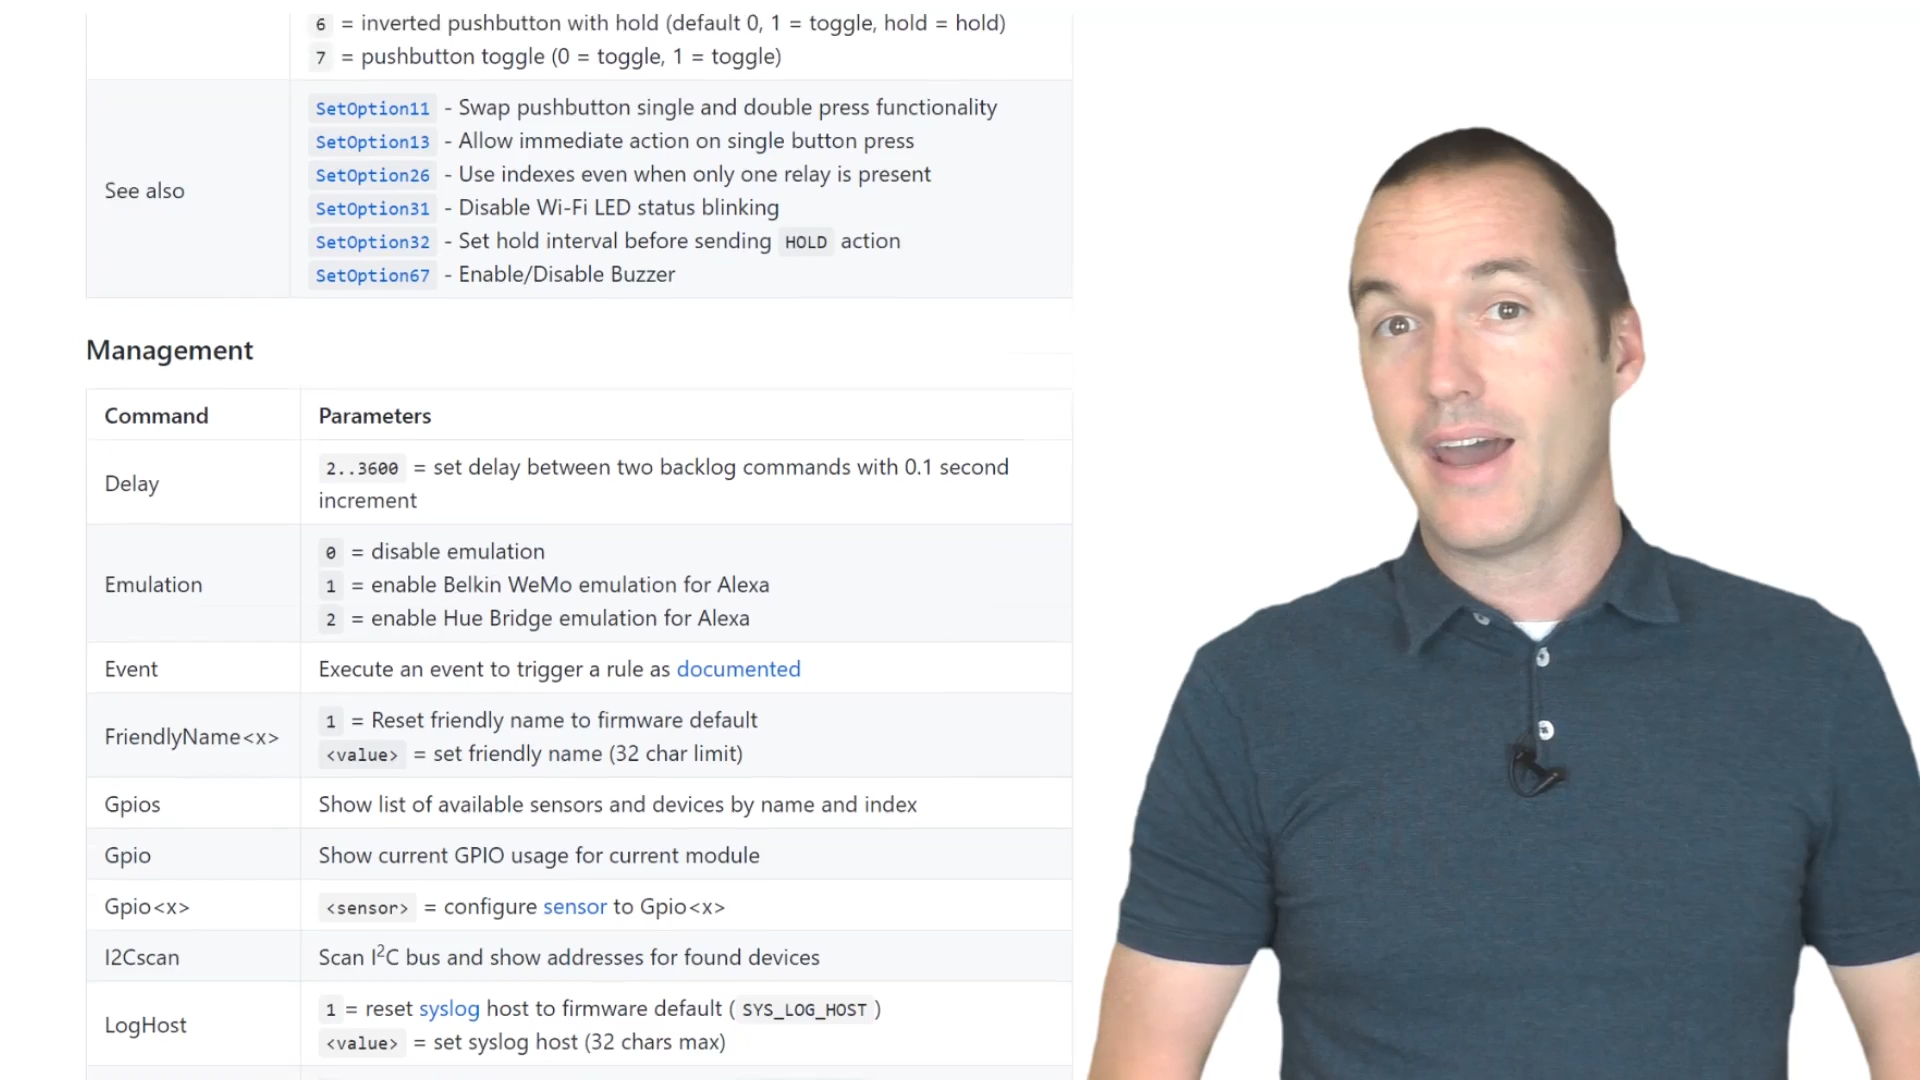 6 = inverted pushbutton with hold (default 0, 1 = toggle, hold = hold)
7 = pushbutton toggle (0 = toggle, 1 = toggle)
See also
SetOption11 - Swap pushbutton single and double press functionality
SetOption13 - Allow immediate action on single button press
SetOption26 - Use indexes even when only one relay is present
SetOption31 - Disable Wi-Fi LED status blinking
SetOption32 - Set hold interval before sending HOLD action
SetOption67 - Enable/Disable Buzzer
Management
Command Parameters
Delay
2..3600 = set delay between two backlog commands with 0.1 second
increment
Emulation
0 = disable emulation
1 = enable Belkin WeMo emulation for Alexa
2 = enable Hue Bridge emulation for Alexa
Event Execute an event to trigger a rule as documented
FriendlyName<x>
1 = Reset friendly name to firmware default
<value> = set friendly name (32 char limit)
Gpios Show list of available sensors and devices by name and index
Gpio Show current GPIO usage for current module
Gpio<x> <sensor> = configure sensor to Gpio<x>
I2Cscan Scan I²C bus and show addresses for found devices
LogHost
1 = reset syslog host to firmware default ( SYS_LOG_HOST )
<value> = set syslog host (32 chars max)